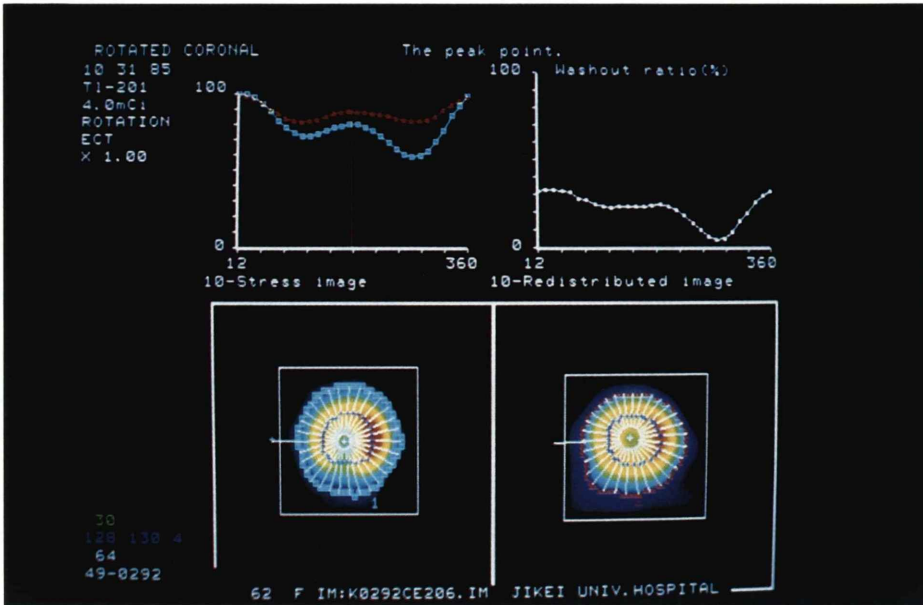 ROTATED CORONAL
The peak point.
10 31 85
Tl-201
4.0mCi
ROTATION
ECT
X 1.00
100
0
12
360
100
Washout ratio(%)
0
12
360
10-Stress image
10-Redistributed image
1
30
128 130 4
64
49-0292
62 F IM:K0292CE206.IM JIKEI UNIV.HOSPITAL